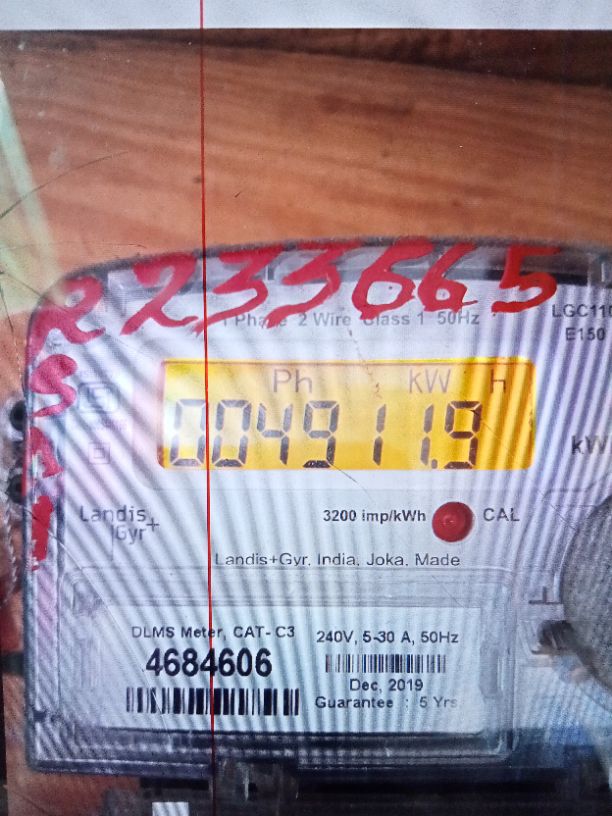 R233665
S
A
I
1 Phase 2 Wire Class 1 50Hz
LGC110
E150
Ph kW H
004911.9
kW
Landis
Gyr+
3200 imp/kWh CAL
Landis+Gyr, India, Joka, Made
DLMS Meter, CAT- C3
4684606
240V, 5-30 A, 50Hz
Dec, 2019
Guarantee : 5 Yrs.